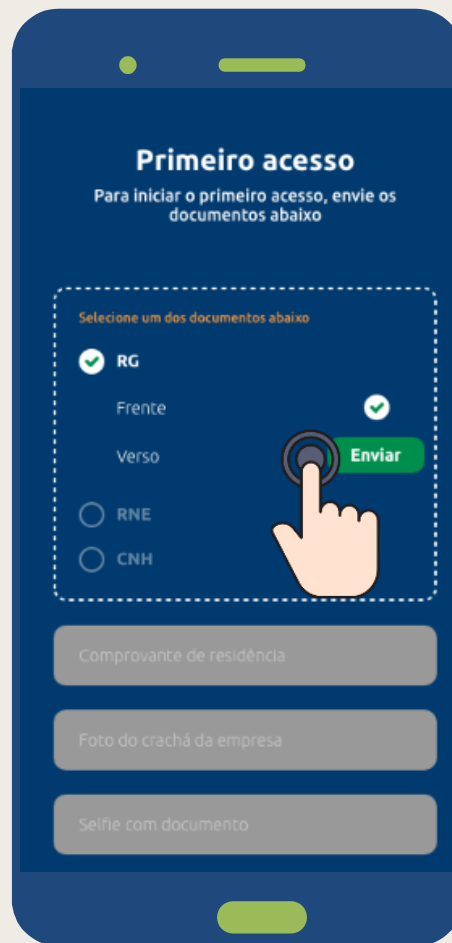 Primeiro acesso
Para iniciar o primeiro acesso, envie os
documentos abaixo
Selecione um dos documentos abaixo
RG
Frente
Verso
Enviar
RNE
CNH
Comprovante de residência
Foto do crachá da empresa
Selfie com documento